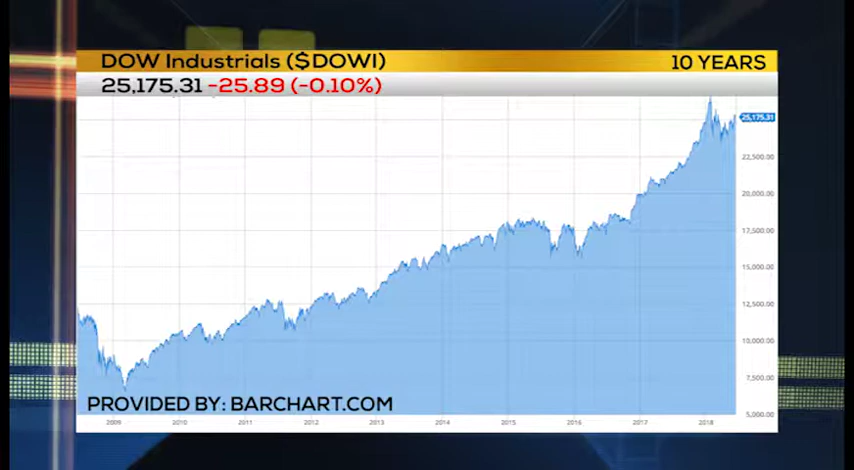 DOW Industrials ($DOWI) 10 YEARS
25,175.31 -25.89 (-0.10%)
25,175.31
22,500.00
20,000.00
17,500.00
15,000.00
12,500.00
10,000.00
7,500.00
5,000.00
PROVIDED BY: BARCHART.COM
2009 2010 2011 2012 2013 2014 2015 2016 2017 2018